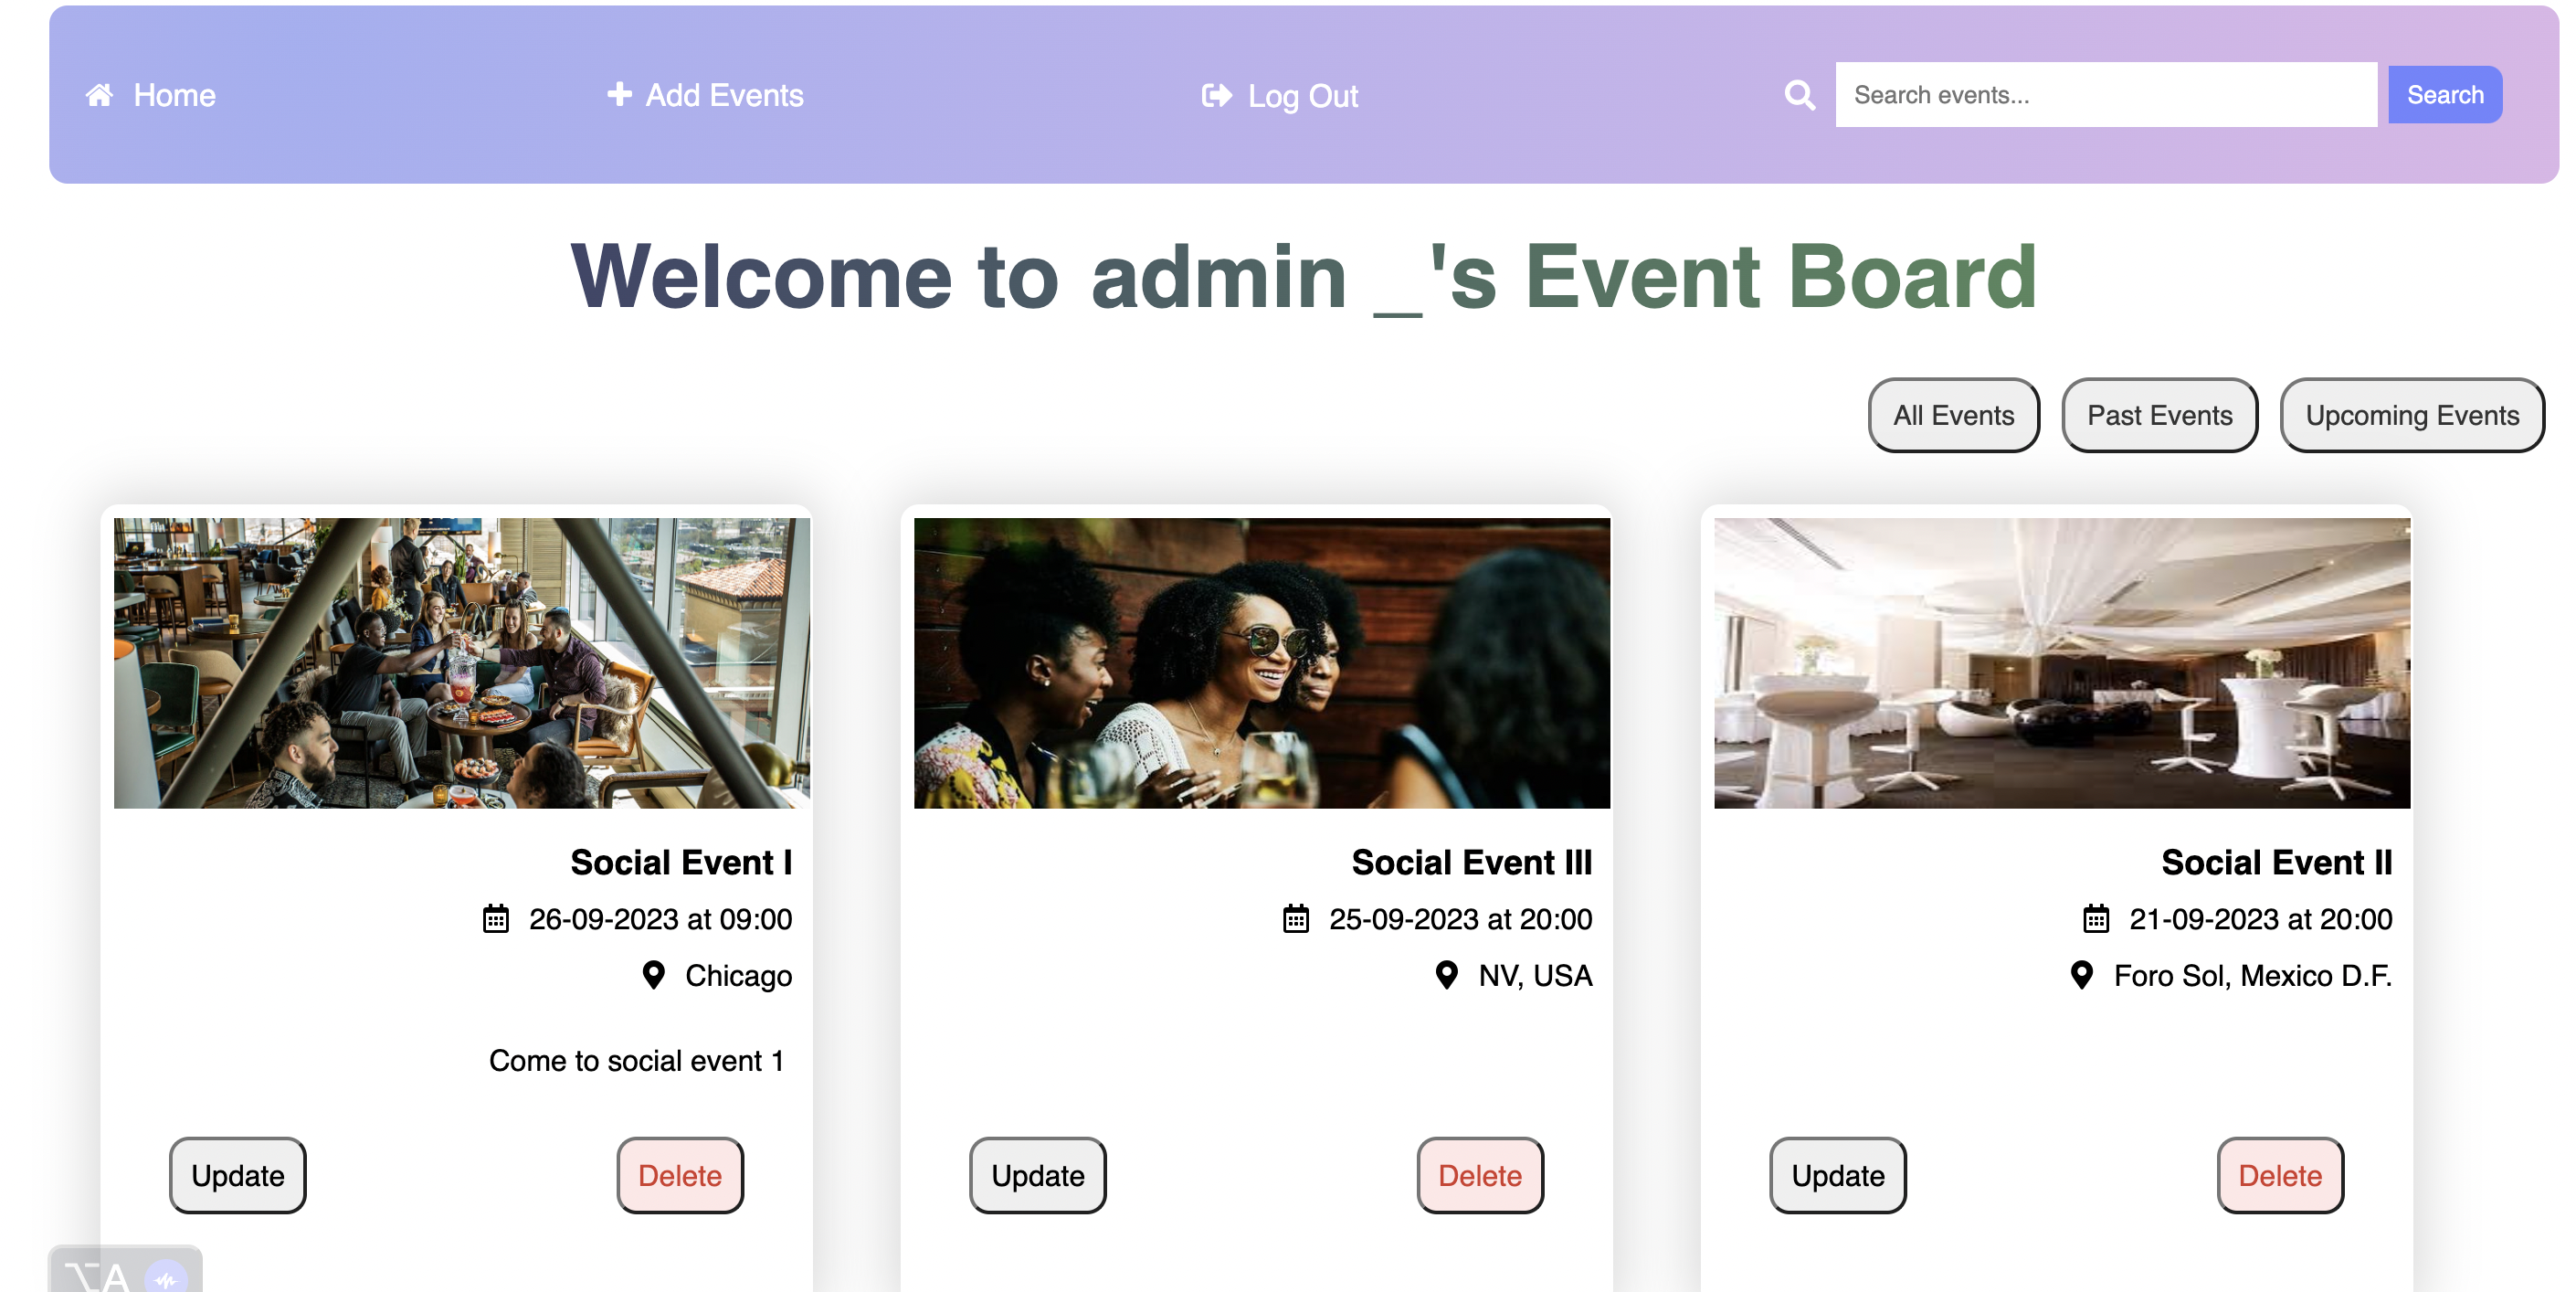 Home
Add Events
Log Out
Search events...
Search
Welcome to admin _'s Event Board
All Events
Past Events
Upcoming Events
Social Event I
26-09-2023 at 09:00
Chicago
Come to social event 1
Update
Delete
Social Event III
25-09-2023 at 20:00
NV, USA
Update
Delete
Social Event II
21-09-2023 at 20:00
Foro Sol, Mexico D.F.
Update
Delete
⌥A